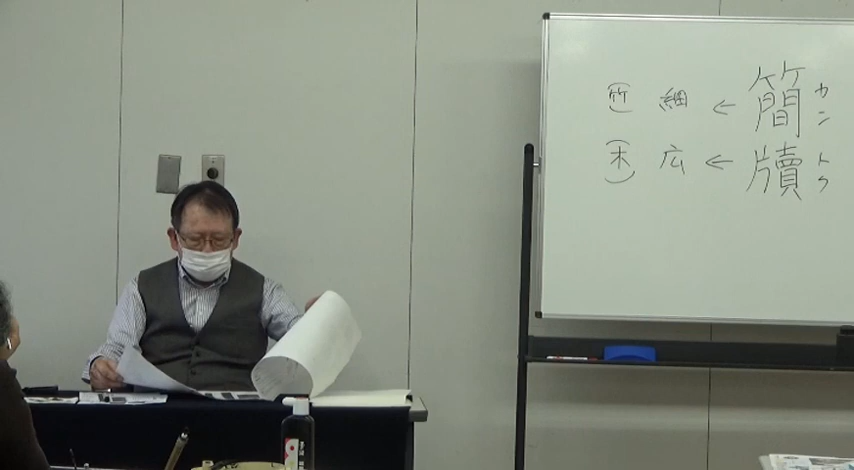 簡牘
カントク
← 細 (竹)
← 広 (木)